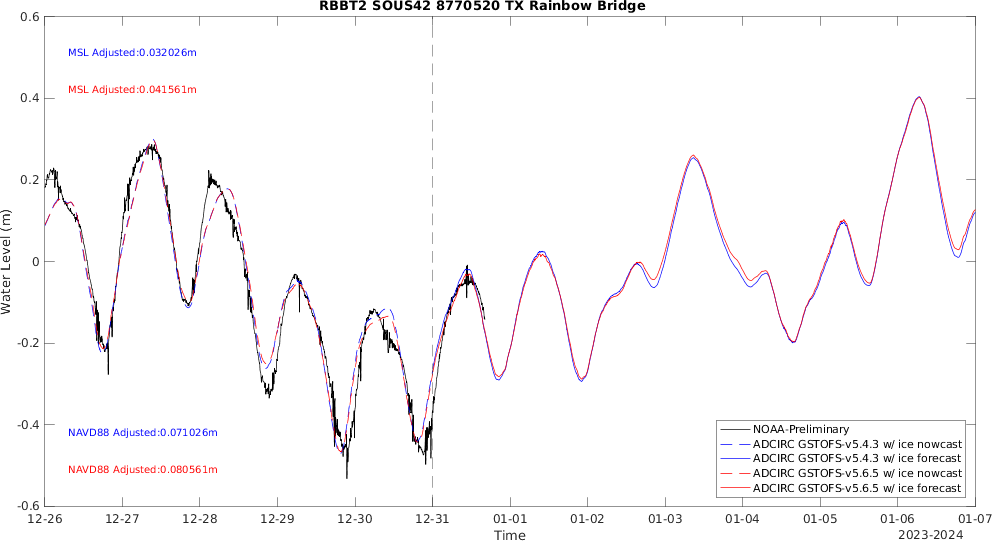 RBBT2 SOUS42 8770520 TX Rainbow Bridge
0.6
0.4
0.2
0
-0.2
-0.4
-0.6
Water Level (m)
MSL Adjusted:0.032026m
MSL Adjusted:0.041561m
NAVD88 Adjusted:0.071026m
NAVD88 Adjusted:0.080561m
NOAA-Preliminary
ADCIRC GSTOFS-v5.4.3 w/ ice nowcast
ADCIRC GSTOFS-v5.4.3 w/ ice forecast
ADCIRC GSTOFS-v5.6.5 w/ ice nowcast
ADCIRC GSTOFS-v5.6.5 w/ ice forecast
12-26 12-27 12-28 12-29 12-30 12-31 01-01 01-02 01-03 01-04 01-05 01-06 01-07
Time
2023-2024